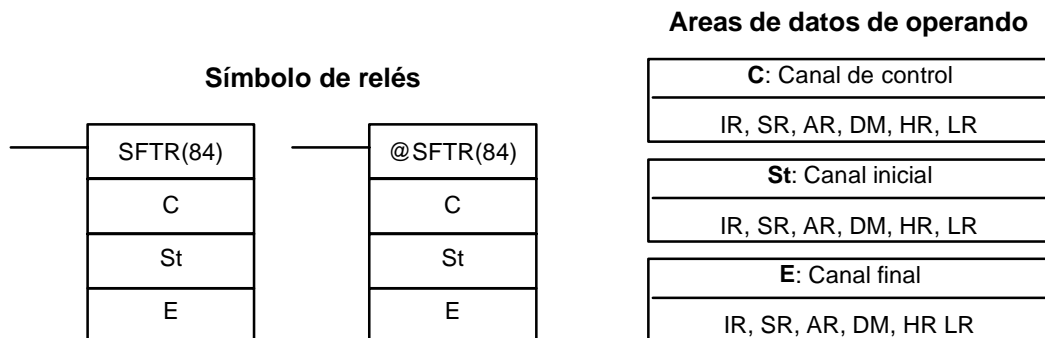 Areas de datos de operando
Símbolo de relés
SFTR(84)
C
St
E
@SFTR(84)
C
St
E
C: Canal de control
IR, SR, AR, DM, HR, LR
St: Canal inicial
IR, SR, AR, DM, HR, LR
E: Canal final
IR, SR, AR, DM, HR LR